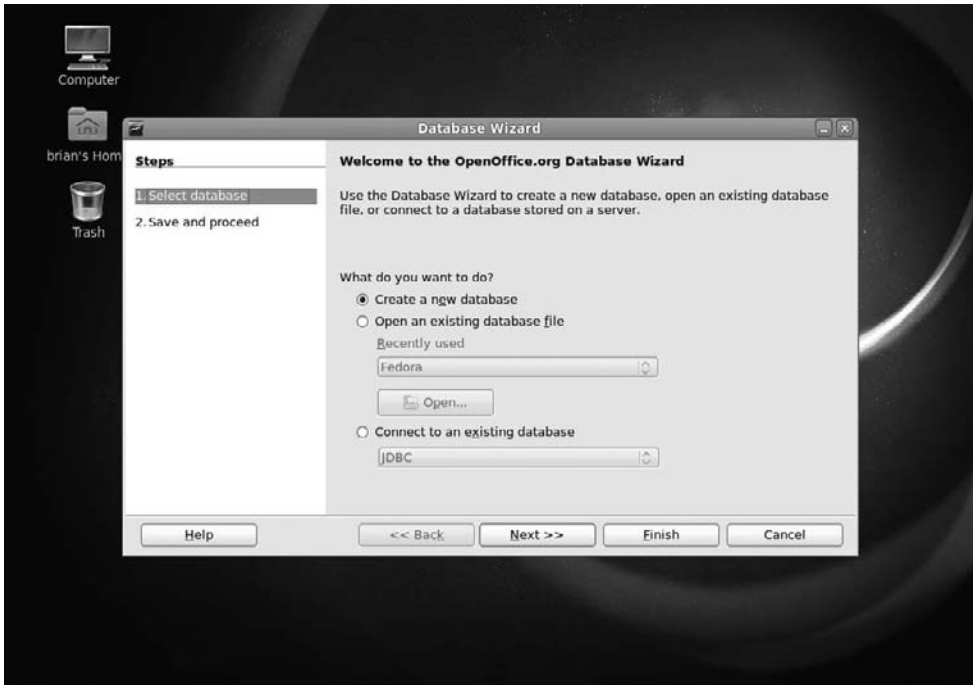 Computer
brian's Hom
Trash
Database Wizard
Steps
1. Select database
2. Save and proceed
Welcome to the OpenOffice.org Database Wizard
Use the Database Wizard to create a new database, open an existing database
file, or connect to a database stored on a server.
What do you want to do?
Create a new database
Open an existing database file
Recently used
Fedora
Open...
Connect to an existing database
JDBC
Help
<< Back
Next >>
Finish
Cancel